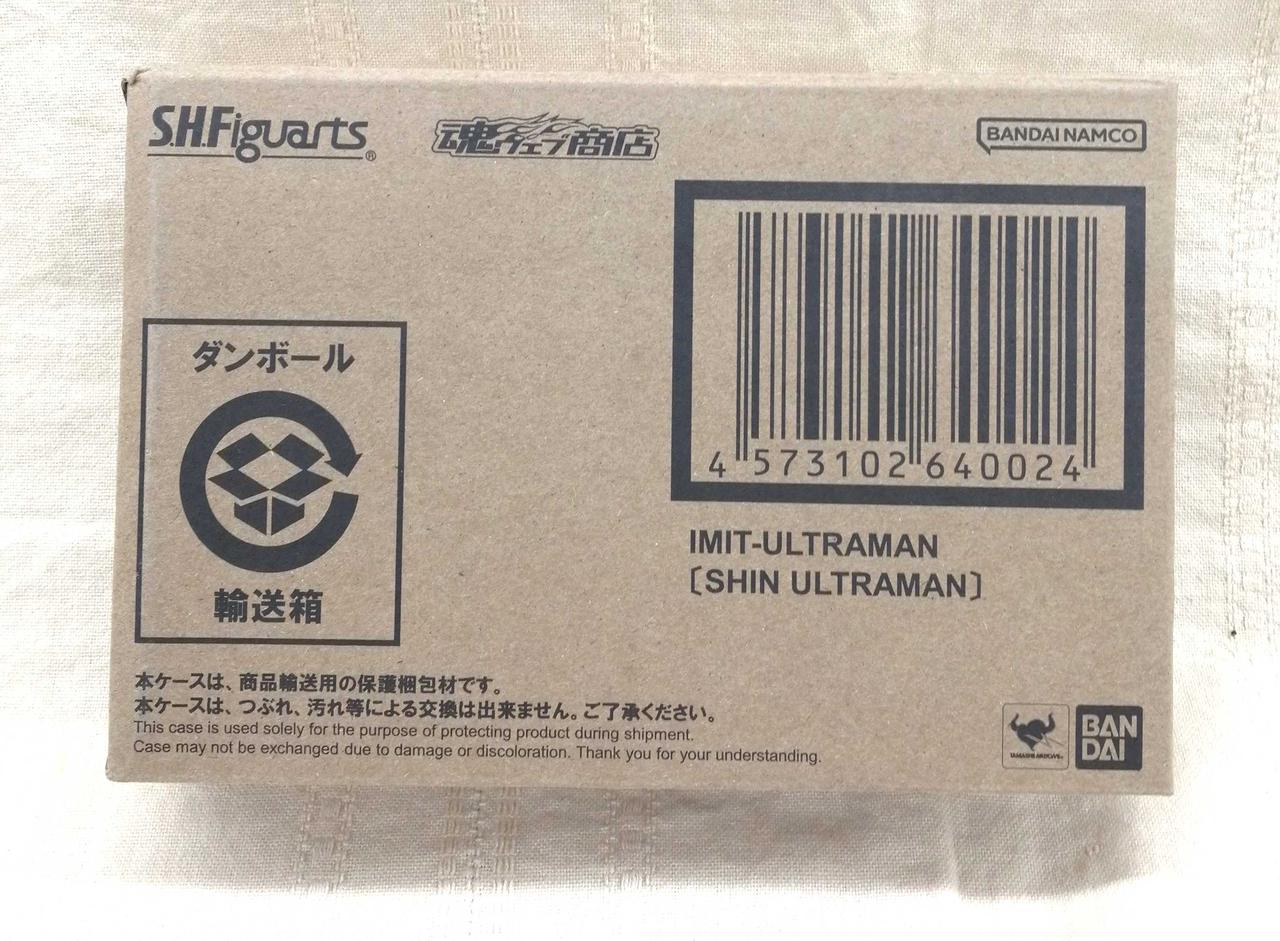 S.H.Figuarts®
魂ウェブ商店
BANDAI NAMCO
4 573102 640024
IMIT-ULTRAMAN
〔SHIN ULTRAMAN〕
ダンボール
輸送箱
本ケースは、商品輸送用の保護梱包材です。
本ケースは、つぶれ、汚れ等による交換は出来ません。ご了承ください。
This case is used solely for the purpose of protecting product during shipment.
Case may not be exchanged due to damage or discoloration. Thank you for your understanding.
TAMASHII NATIONS
BAN
DAI